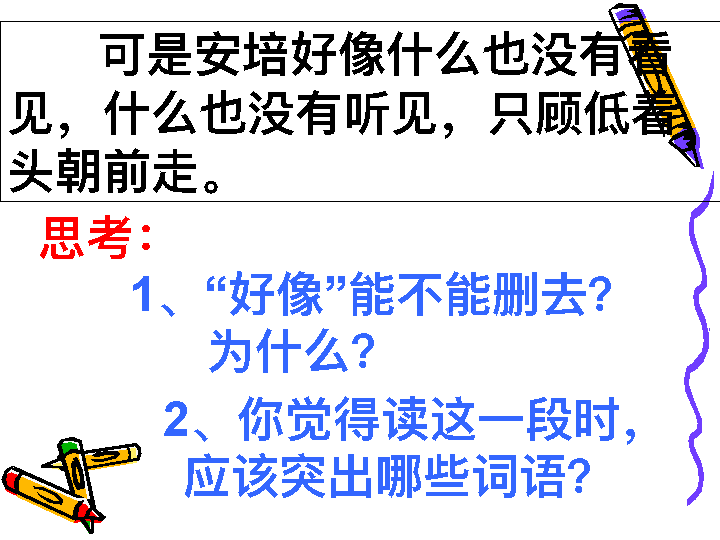 可是安培好像什么也没有看
见，什么也没有听见，只顾低着
头朝前走。
思考：
1、“好像”能不能删去？
为什么？
2、你觉得读这一段时，
应该突出哪些词语？